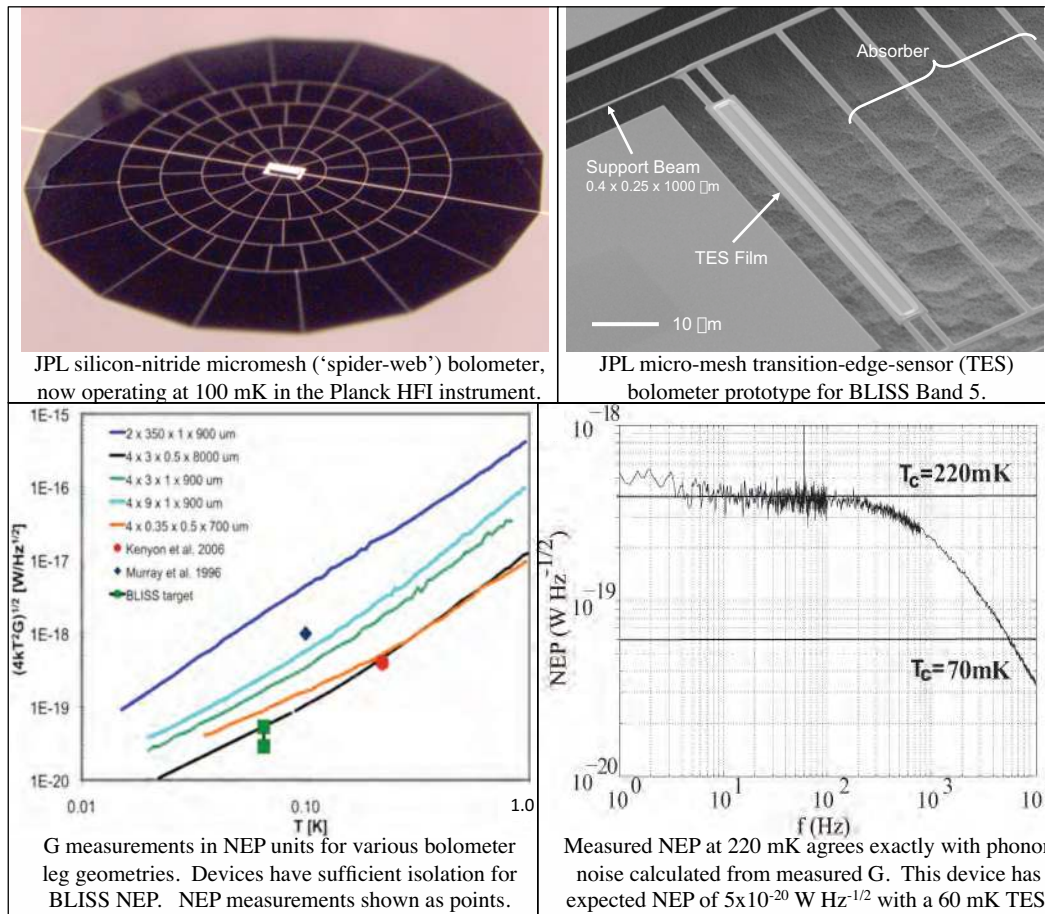 Absorber
Support Beam
0.4 x 0.25 x 1000 ▯m
TES Film
10 ▯m
JPL silicon-nitride micromesh (‘spider-web’) bolometer,
now operating at 100 mK in the Planck HFI instrument.
JPL micro-mesh transition-edge-sensor (TES)
bolometer prototype for BLISS Band 5.
1E-15
1E-16
1E-17
1E-18
1E-19
1E-20
(4kT²G)^1/2 [W/Hz^1/2]
2 x 350 x 1 x 900 um
4 x 3 x 0.5 x 8000 um
4 x 3 x 1 x 900 um
4 x 9 x 1 x 900 um
4 x 0.35 x 0.5 x 700 um
Kenyon et al. 2006
Murray et al. 1996
BLISS target
0.01 0.10 1.0
T [K]
G measurements in NEP units for various bolometer
leg geometries. Devices have sufficient isolation for
BLISS NEP. NEP measurements shown as points.
10^-18
10^-19
10^-20
NEP (W Hz^-1/2)
Tc=220mK
Tc=70mK
10^0 10^1 10^2 10^3 10
f (Hz)
Measured NEP at 220 mK agrees exactly with phonon
noise calculated from measured G. This device has
expected NEP of 5x10^-20 W Hz^-1/2 with a 60 mK TES